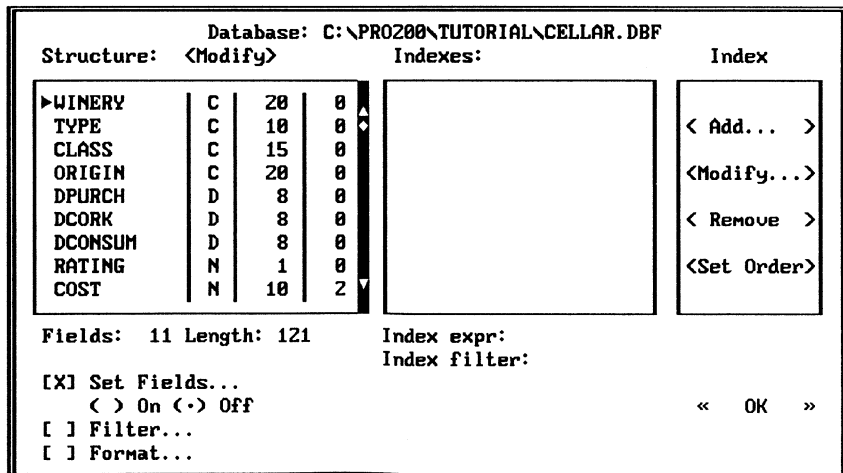 Database: C:\PRO200\TUTORIAL\CELLAR.DBF
Structure: <Modify> Indexes: Index
►WINERY C 20 0
TYPE C 10 0
CLASS C 15 0
ORIGIN C 20 0
DPURCH D 8 0
DCORK D 8 0
DCONSUM D 8 0
RATING N 1 0
COST N 10 2
< Add... >
<Modify...>
< Remove >
<Set Order>
Fields: 11 Length: 121 Index expr:
Index filter:
[X] Set Fields...
( ) On (·) Off
[ ] Filter...
[ ] Format...
« OK »